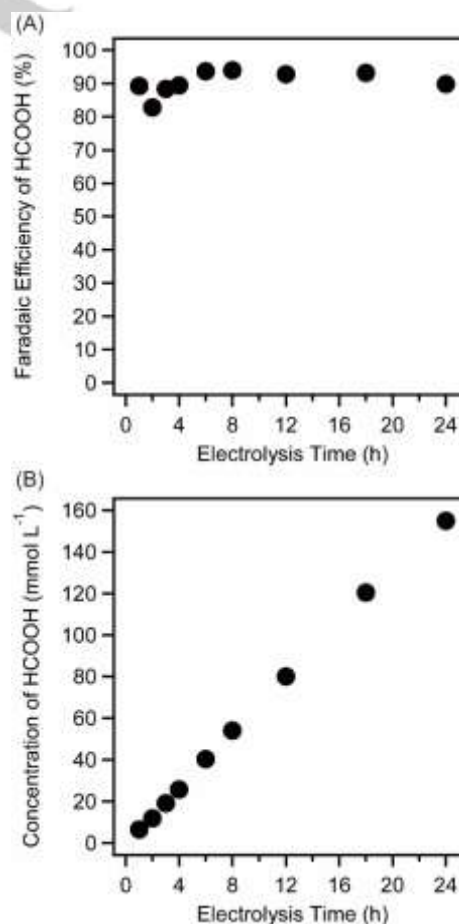 (A)
Faradaic Efficiency of HCOOH (%)
100
90
80
70
60
50
40
30
20
10
0
0 4 8 12 16 20 24
Electrolysis Time (h)
(B)
Concentration of HCOOH (mmol L⁻¹)
160
140
120
100
80
60
40
20
0
0 4 8 12 16 20 24
Electrolysis Time (h)